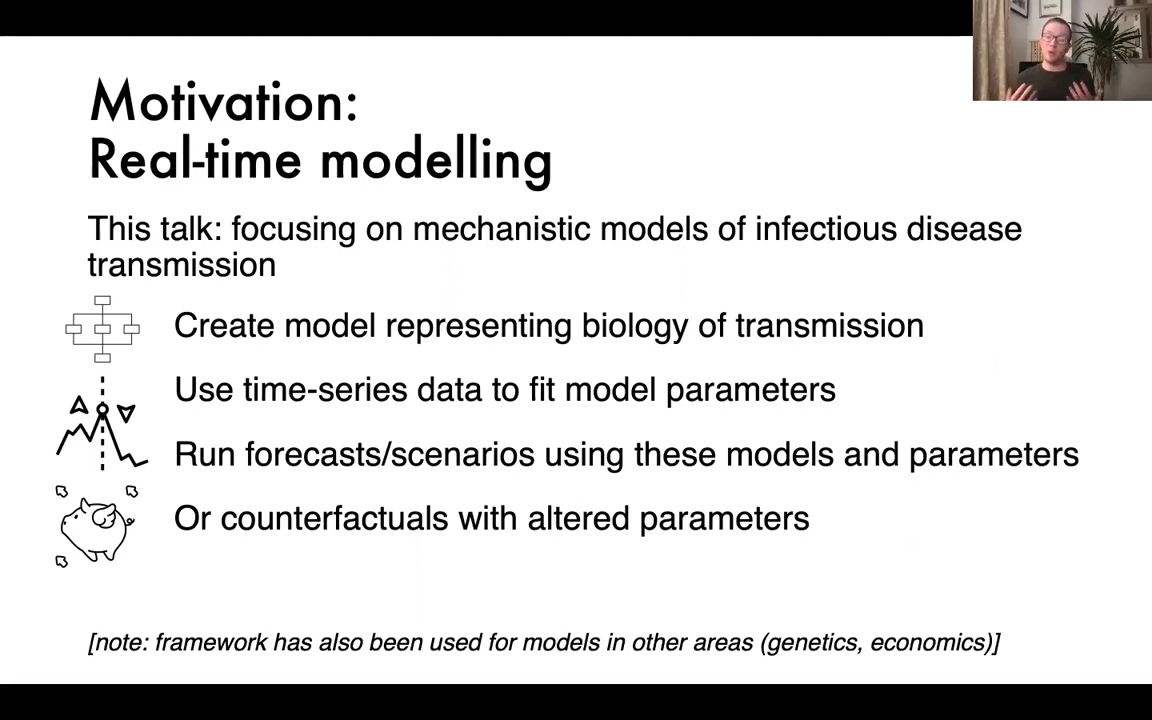 Motivation:
Real-time modelling
This talk: focusing on mechanistic models of infectious disease
transmission
Create model representing biology of transmission
Use time-series data to fit model parameters
Run forecasts/scenarios using these models and parameters
Or counterfactuals with altered parameters
[note: framework has also been used for models in other areas (genetics, economics)]